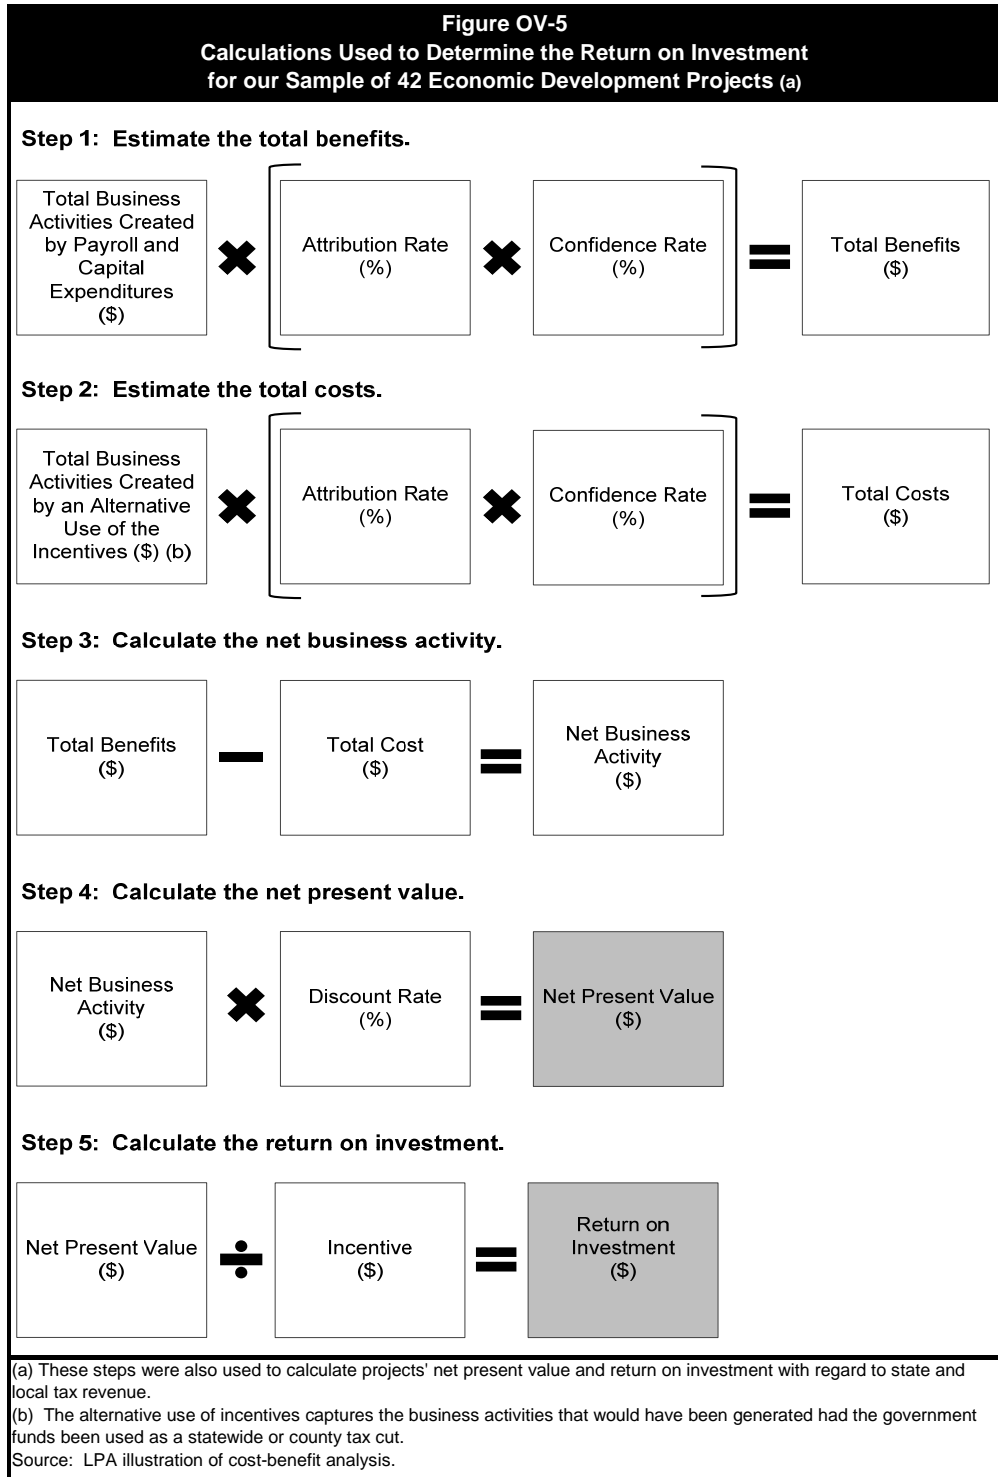 Figure OV-5
Calculations Used to Determine the Return on Investment
for our Sample of 42 Economic Development Projects (a)
Step 1: Estimate the total benefits.
Total Business
Activities Created
by Payroll and
Capital
Expenditures
($)
Attribution Rate
(%)
Confidence Rate
(%)
Total Benefits
($)
Step 2: Estimate the total costs.
Total Business
Activities Created
by an Alternative
Use of the
Incentives ($) (b)
Attribution Rate
(%)
Confidence Rate
(%)
Total Costs
($)
Step 3: Calculate the net business activity.
Total Benefits
($)
Total Cost
($)
Net Business
Activity
($)
Step 4: Calculate the net present value.
Net Business
Activity
($)
Discount Rate
(%)
Net Present Value
($)
Step 5: Calculate the return on investment.
Net Present Value
($)
Incentive
($)
Return on
Investment
($)
(a) These steps were also used to calculate projects' net present value and return on investment with regard to state and
local tax revenue.
(b) The alternative use of incentives captures the business activities that would have been generated had the government
funds been used as a statewide or county tax cut.
Source: LPA illustration of cost-benefit analysis.